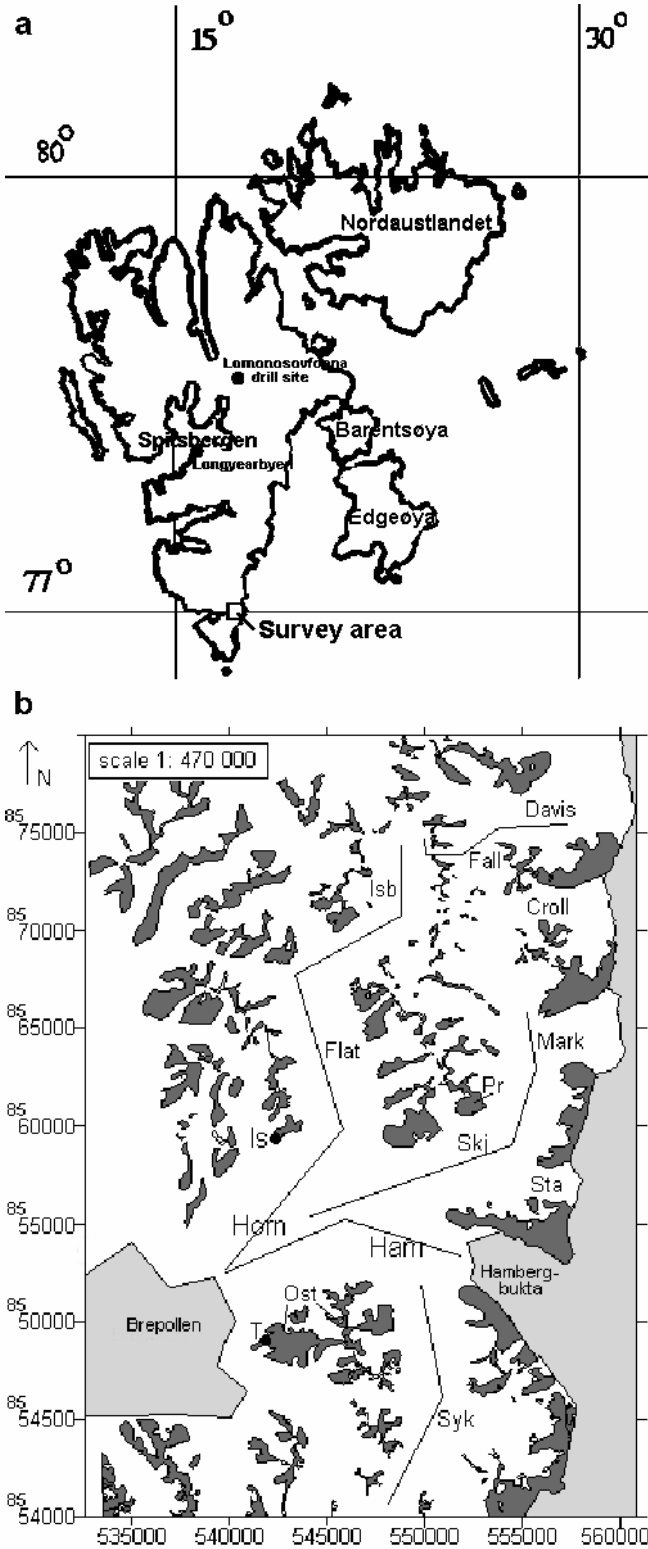 a
15°
30°
80°
Nordaustlandet
Lomonosovfonna
drill site
Barentsøya
Spitsbergen
Longyearbyen
Edgeøya
77°
Survey area
b
N
scale 1: 470 000
Davis
85 75000
Fall
Isb
Croll
85 70000
85 65000
Flat
Mark
Pr
85 60000
Is
Skj
Sta
Horn
85 55000
Ham
Hamberg-
bukta
Ost
85 50000
Brepollen
T
85 54500
Syk
85 54000
535000 540000 545000 550000 555000 560000